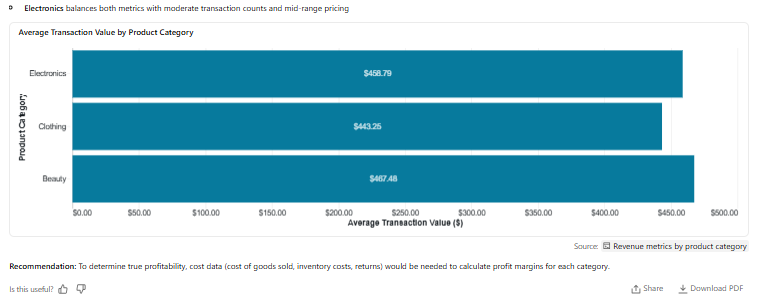 Electronics balances both metrics with moderate transaction counts and mid-range pricing
Average Transaction Value by Product Category
Product Category
Electronics
$458.79
Clothing
$443.25
Beauty
$467.48
$0.00 $50.00 $100.00 $150.00 $200.00 $250.00 $300.00 $350.00 $400.00 $450.00 $500.00
Average Transaction Value ($)
Source: Revenue metrics by product category
Recommendation: To determine true profitability, cost data (cost of goods sold, inventory costs, returns) would be needed to calculate profit margins for each category.
Is this useful? Share Download PDF